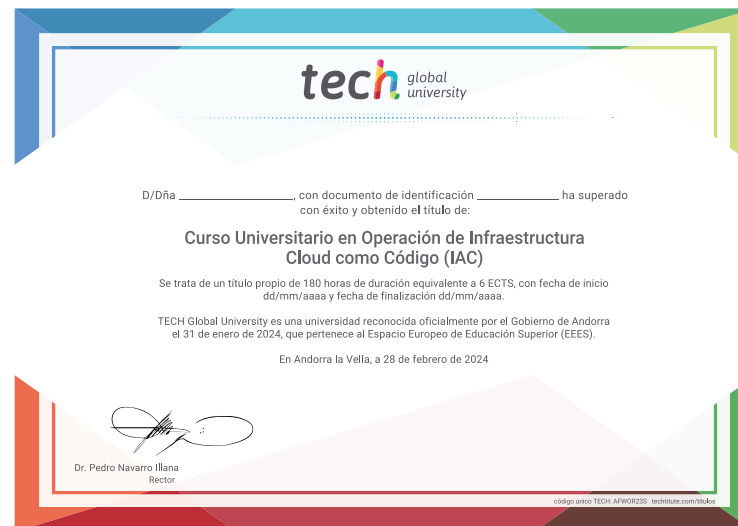 tech global university
D/Dña ______________, con documento de identificación __________ ha superado
con éxito y obtenido el título de:
Curso Universitario en Operación de Infraestructura
Cloud como Código (IAC)
Se trata de un título propio de 180 horas de duración equivalente a 6 ECTS, con fecha de inicio
dd/mm/aaaa y fecha de finalización dd/mm/aaaa.
TECH Global University es una universidad reconocida oficialmente por el Gobierno de Andorra
el 31 de enero de 2024, que pertenece al Espacio Europeo de Educación Superior (EEES).
En Andorra la Vella, a 28 de febrero de 2024
Dr. Pedro Navarro Illana
Rector
código único TECH: AFWOR23S techtitute.com/titulos